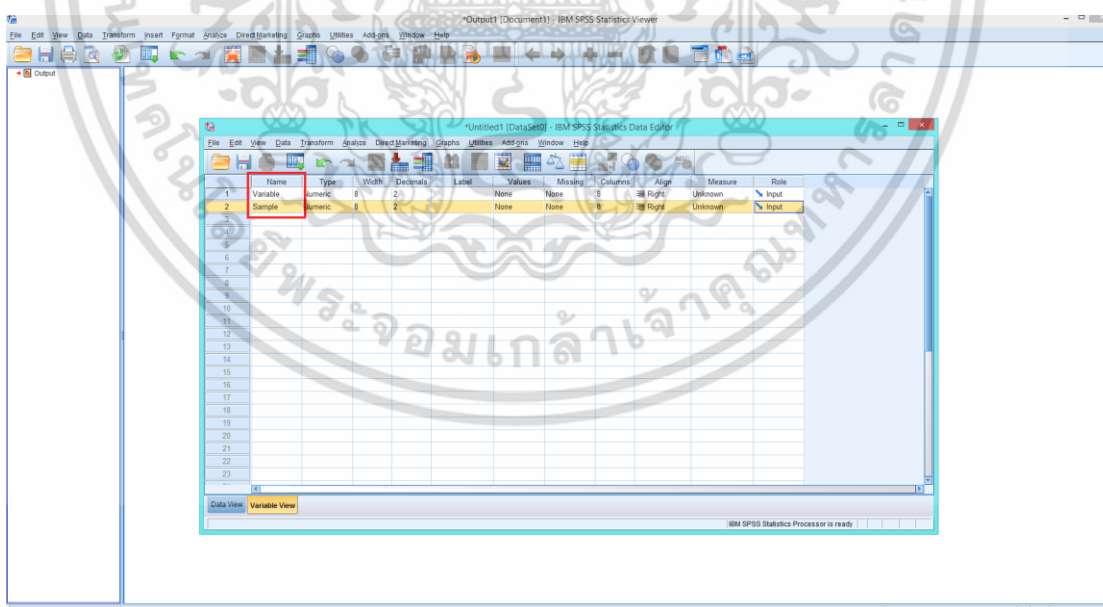 *Output1 [Document1] - IBM SPSS Statistics Viewer
File Edit View Data Transform Insert Format Analyze Direct Marketing Graphs Utilities Add-ons Window Help
Output
*Untitled1 [DataSet0] - IBM SPSS Statistics Data Editor
File Edit View Data Transform Analyze Direct Marketing Graphs Utilities Add-ons Window Help
Name Type Width Decimals Label Values Missing Columns Align Measure Role
1 Variable Numeric 8 2 None None 8 Right Unknown Input
2 Sample Numeric 8 2 None None 8 Right Unknown Input
3
4
5
6
7
8
9
10
11
12
13
14
15
16
17
18
19
20
21
22
23
Data View Variable View
IBM SPSS Statistics Processor is ready
พระจอมเกล้าเจ้าคุณทหาร